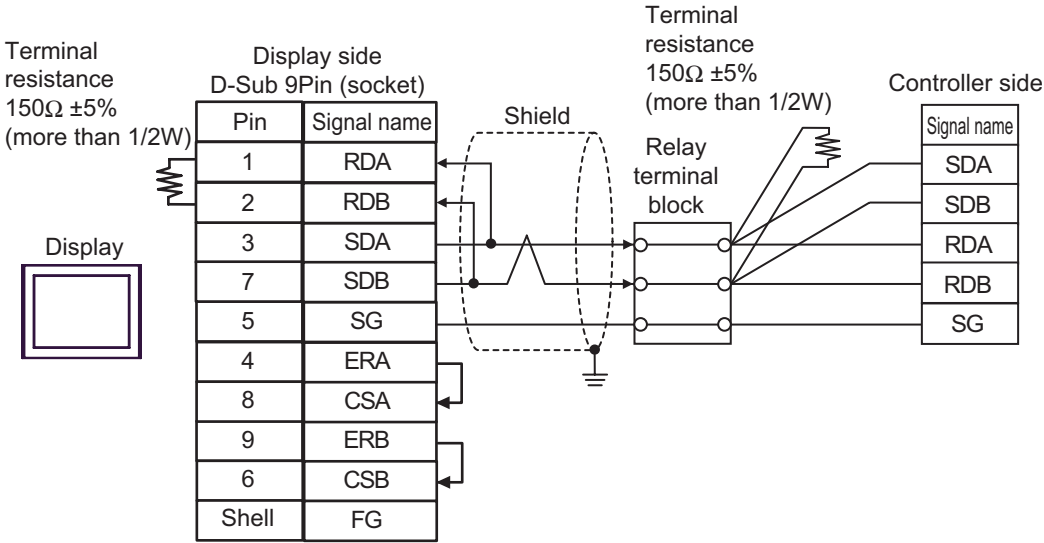 Terminal
resistance
150Ω ±5%
(more than 1/2W)
Display side
D-Sub 9Pin (socket)
Terminal
resistance
150Ω ±5%
(more than 1/2W)
Controller side
Shield
Relay
terminal
block
Display
Pin Signal name
1 RDA
2 RDB
3 SDA
7 SDB
5 SG
4 ERA
8 CSA
9 ERB
6 CSB
Shell FG
Signal name
SDA
SDB
RDA
RDB
SG